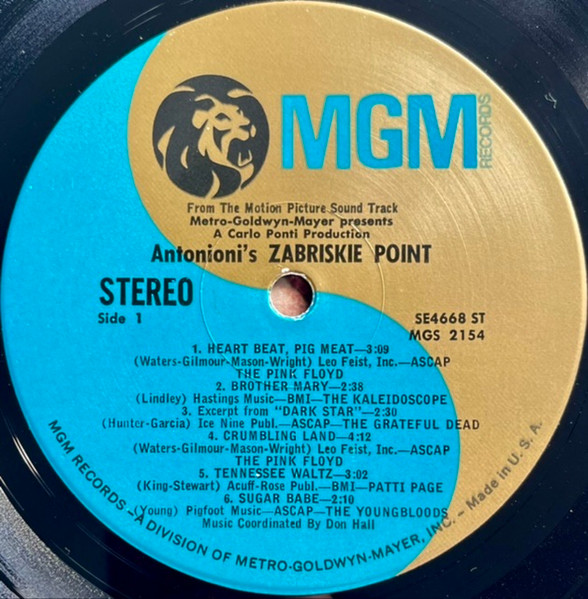 MGM
RECORDS
From The Motion Picture Sound Track
Metro-Goldwyn-Mayer presents
A Carlo Ponti Production
Antonioni's ZABRISKIE POINT
STEREO
Side 1
SE4668 ST
MGS 2154
1. HEART BEAT, PIG MEAT—3:09
(Waters-Gilmour-Mason-Wright) Leo Feist, Inc.—ASCAP
THE PINK FLOYD
2. BROTHER MARY—2:38
(Lindley) Hastings Music—BMI—THE KALEIDOSCOPE
3. Excerpt from "DARK STAR"—2:30
(Hunter-Garcia) Ice Nine Publ.—ASCAP—THE GRATEFUL DEAD
4. CRUMBLING LAND—4:12
(Waters-Gilmour-Mason-Wright) Leo Feist, Inc.—ASCAP
THE PINK FLOYD
5. TENNESSEE WALTZ—3:02
(King-Stewart) Acuff-Rose Publ.—BMI—PATTI PAGE
6. SUGAR BABE—2:10
(Young) Pigfoot Music—ASCAP—THE YOUNGBLOODS
Music Coordinated By Don Hall
MGM RECORDS—A DIVISION OF METRO-GOLDWYN-MAYER, INC. — Made in U. S. A.